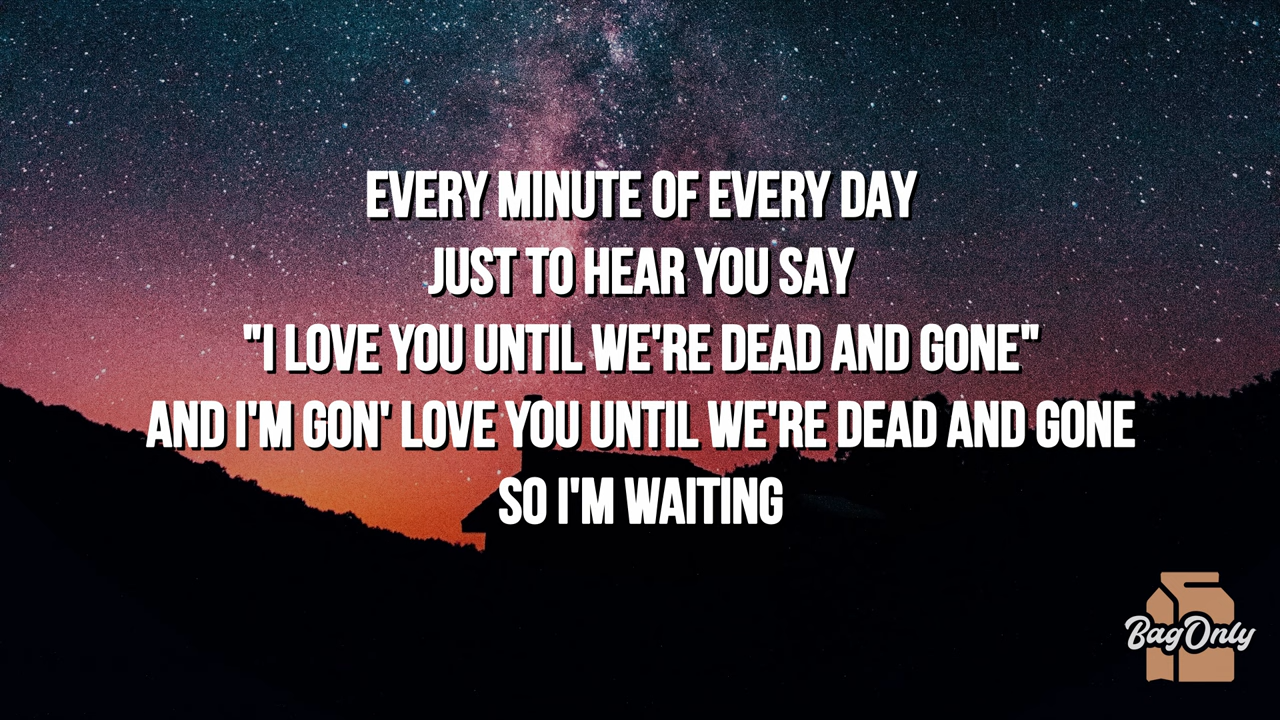 EVERY MINUTE OF EVERY DAY
JUST TO HEAR YOU SAY
"I LOVE YOU UNTIL WE'RE DEAD AND GONE"
AND I'M GON' LOVE YOU UNTIL WE'RE DEAD AND GONE
SO I'M WAITING
BagOnly